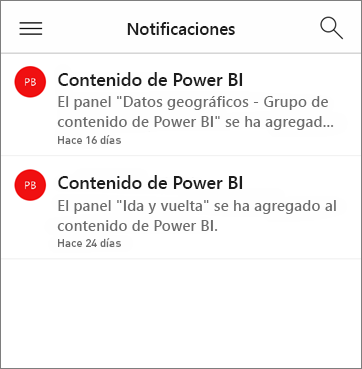 Notificaciones
PB
Contenido de Power BI
El panel "Datos geográficos - Grupo de
contenido de Power BI" se ha agregad...
Hace 16 días
PB
Contenido de Power BI
El panel "Ida y vuelta" se ha agregado al
contenido de Power BI.
Hace 24 días